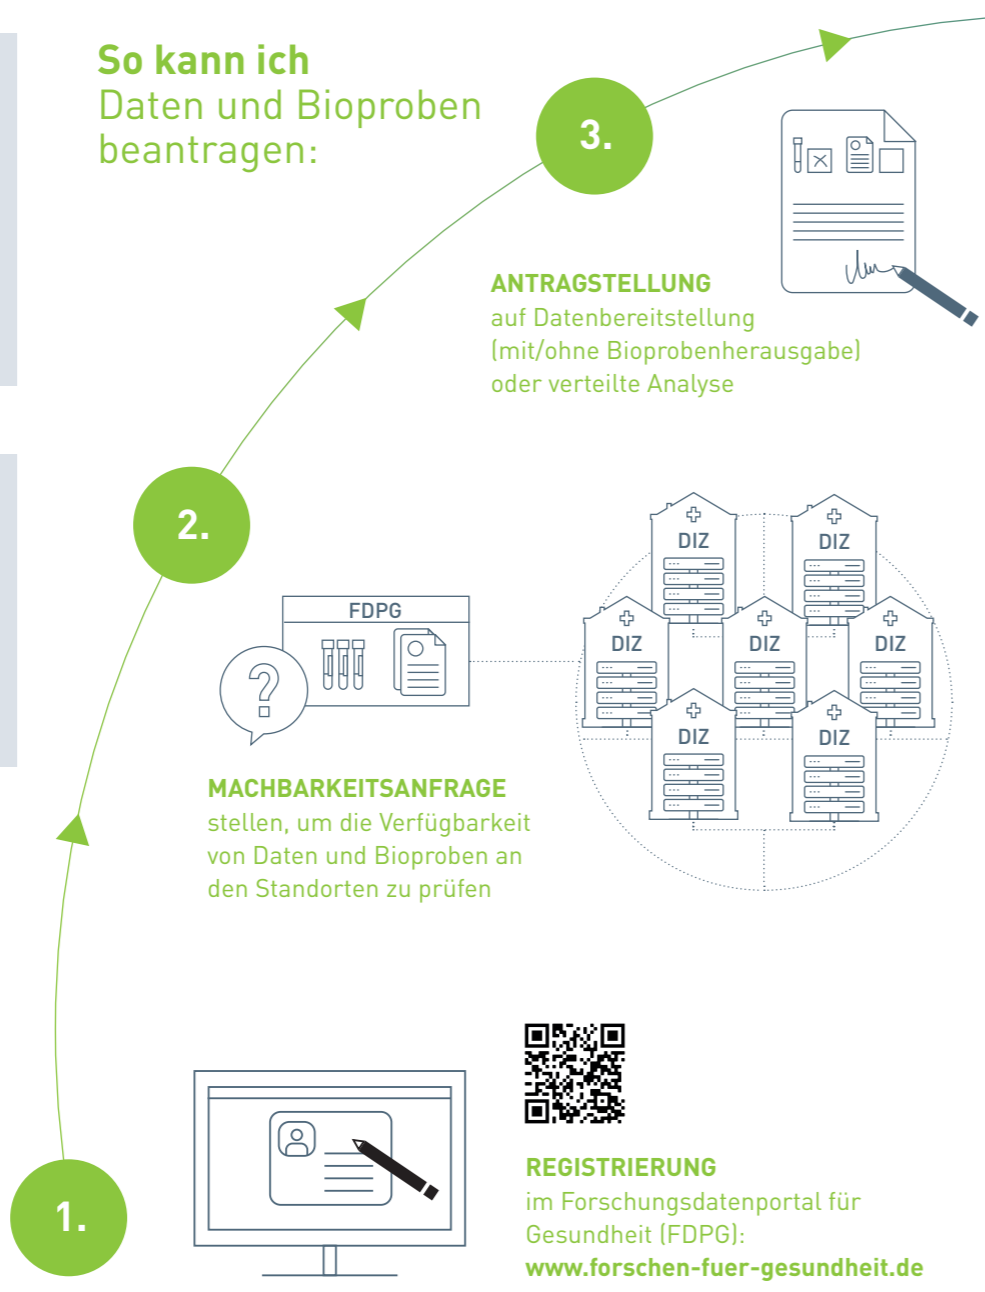 So kann ich
Daten und Bioproben
beantragen:
3.
ANTRAGSTELLUNG
auf Datenbereitstellung
(mit/ohne Bioprobenherausgabe)
oder verteilte Analyse
2.
FDPG
?
DIZ
DIZ
DIZ
DIZ
DIZ
DIZ
DIZ
MACHBARKEITSANFRAGE
stellen, um die Verfügbarkeit
von Daten und Bioproben an
den Standorten zu prüfen
1.
REGISTRIERUNG
im Forschungsdatenportal für
Gesundheit (FDPG):
www.forschen-fuer-gesundheit.de